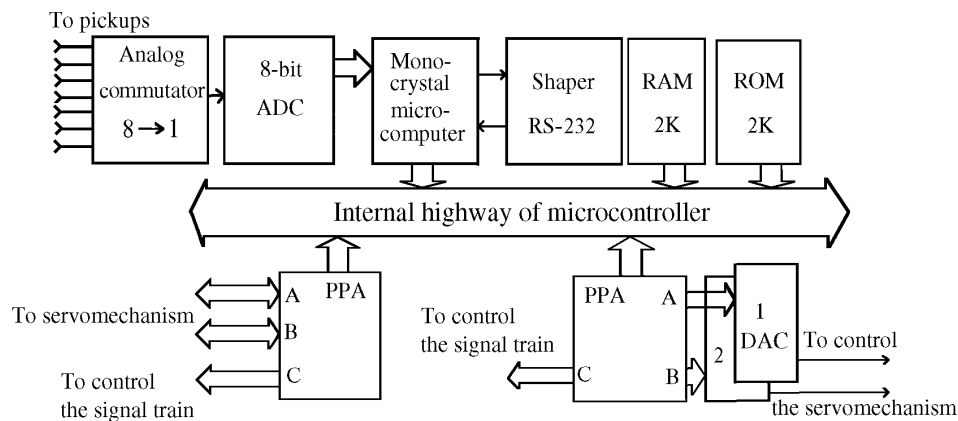 To pickups
Analog
commutator
8 → 1
8-bit
ADC
Mono-
crystal
micro-
computer
Shaper
RS-232
RAM
2K
ROM
2K
Internal highway of microcontroller
PPA
A
B
C
To servomechanism
To control
the signal train
PPA
A
B
C
To control
the signal train
1
DAC
2
To control
the servomechanism